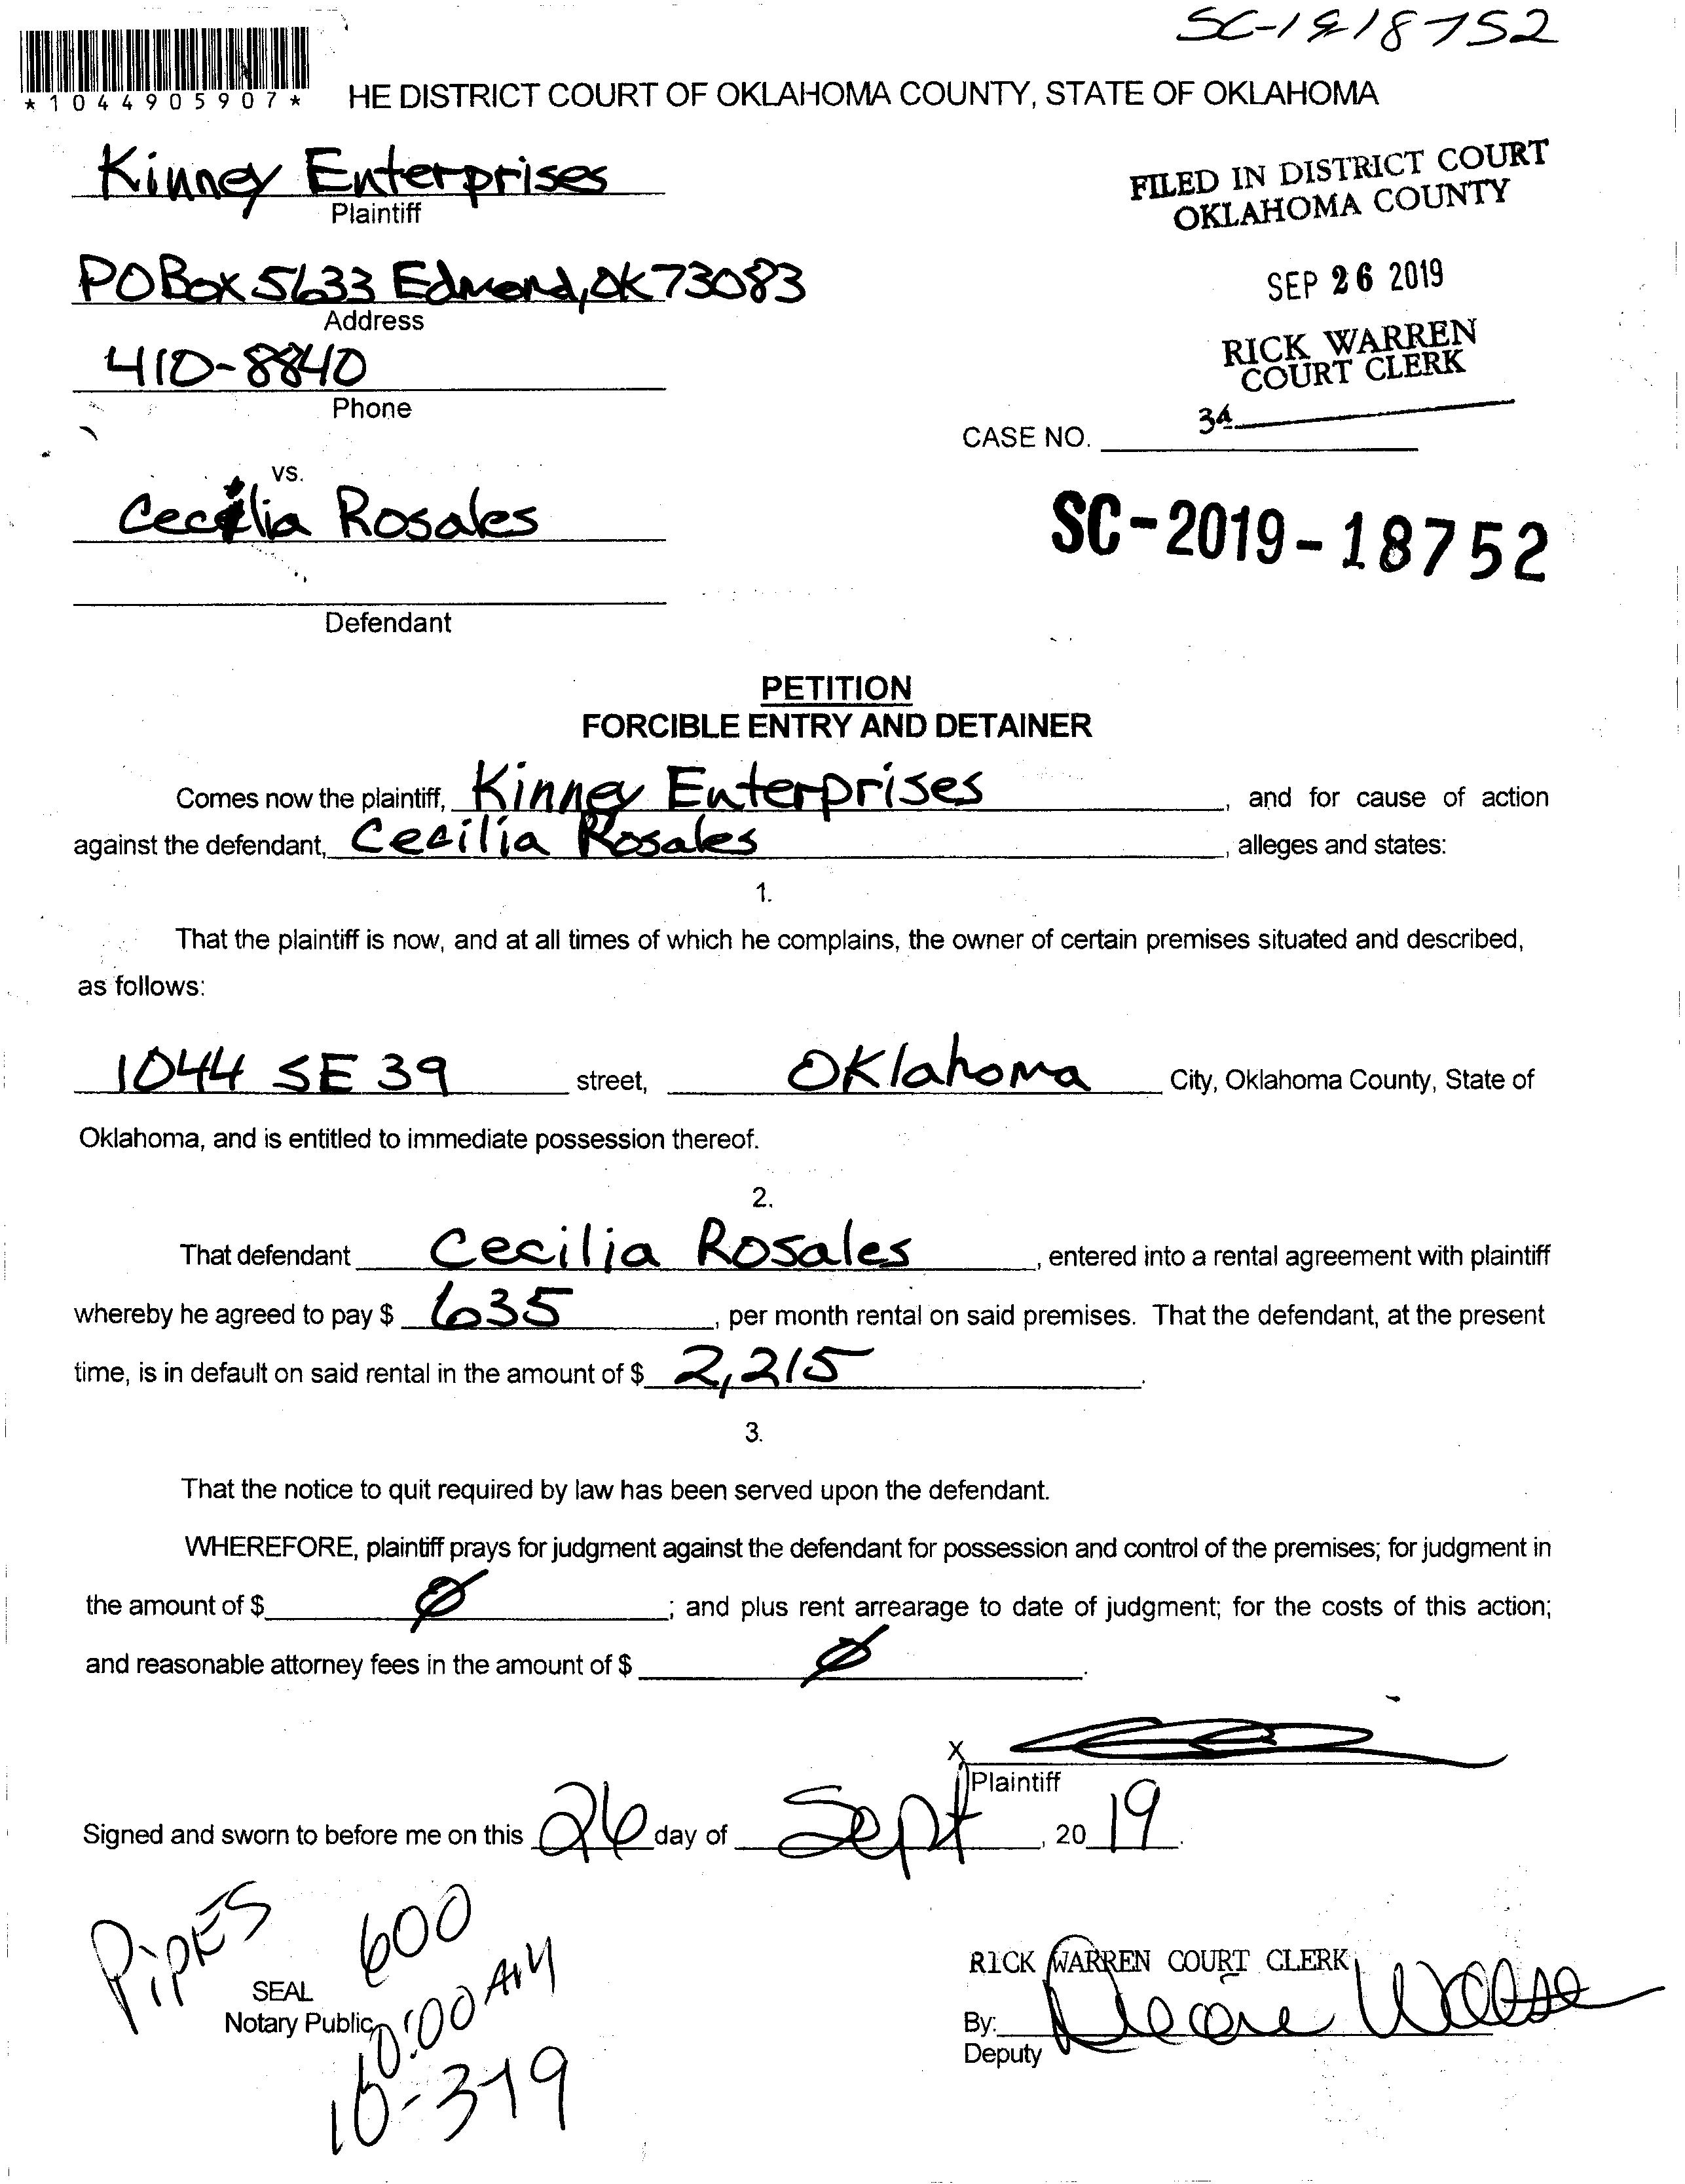 SC-19-18752
*1044905907*
HE DISTRICT COURT OF OKLAHOMA COUNTY, STATE OF OKLAHOMA
Kinney Enterprises
Plaintiff
FILED IN DISTRICT COURT
OKLAHOMA COUNTY
PO Box 5633 Edmond, OK 73083
Address
SEP 26 2019
410-8840
Phone
RICK WARREN
COURT CLERK
34
CASE NO.
vs.
Cecilia Rosales
SC-2019-18752
Defendant
PETITION
FORCIBLE ENTRY AND DETAINER
Comes now the plaintiff, Kinney Enterprises, and for cause of action
against the defendant, Cecilia Rosales, alleges and states:
1.
That the plaintiff is now, and at all times of which he complains, the owner of certain premises situated and described,
as follows:
1044 SE 39 street, Oklahoma City, Oklahoma County, State of
Oklahoma, and is entitled to immediate possession thereof.
2.
That defendant Cecilia Rosales, entered into a rental agreement with plaintiff
whereby he agreed to pay $ 635, per month rental on said premises. That the defendant, at the present
time, is in default on said rental in the amount of $ 2,215.
3.
That the notice to quit required by law has been served upon the defendant.
WHEREFORE, plaintiff prays for judgment against the defendant for possession and control of the premises; for judgment in
the amount of $ Ø; and plus rent arrearage to date of judgment; for the costs of this action;
and reasonable attorney fees in the amount of $ Ø.
X
Plaintiff
Signed and sworn to before me on this 26 day of Sept, 2019.
PIPES 600
10:00 AM
10-3-19
SEAL
Notary Public
RICK WARREN COURT CLERK
By:
Deputy